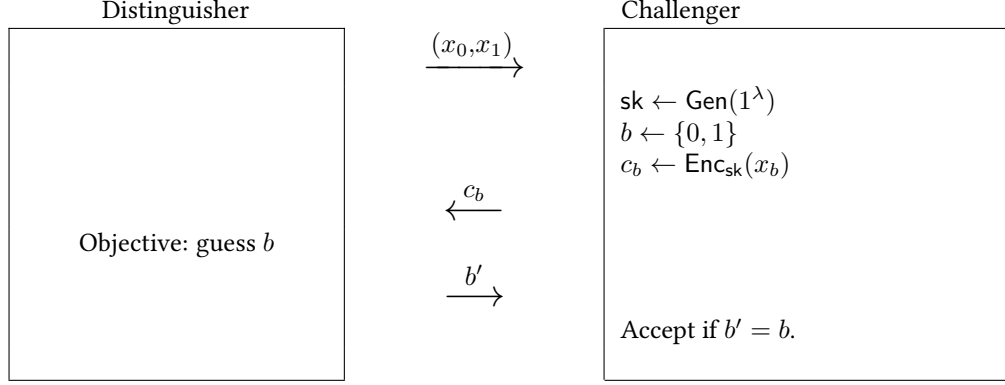 Distinguisher
Challenger
(x_0,x_1)
sk ← Gen(1^λ)
b ← {0, 1}
c_b ← Enc_sk(x_b)
c_b
Objective: guess b
b′
Accept if b′ = b.